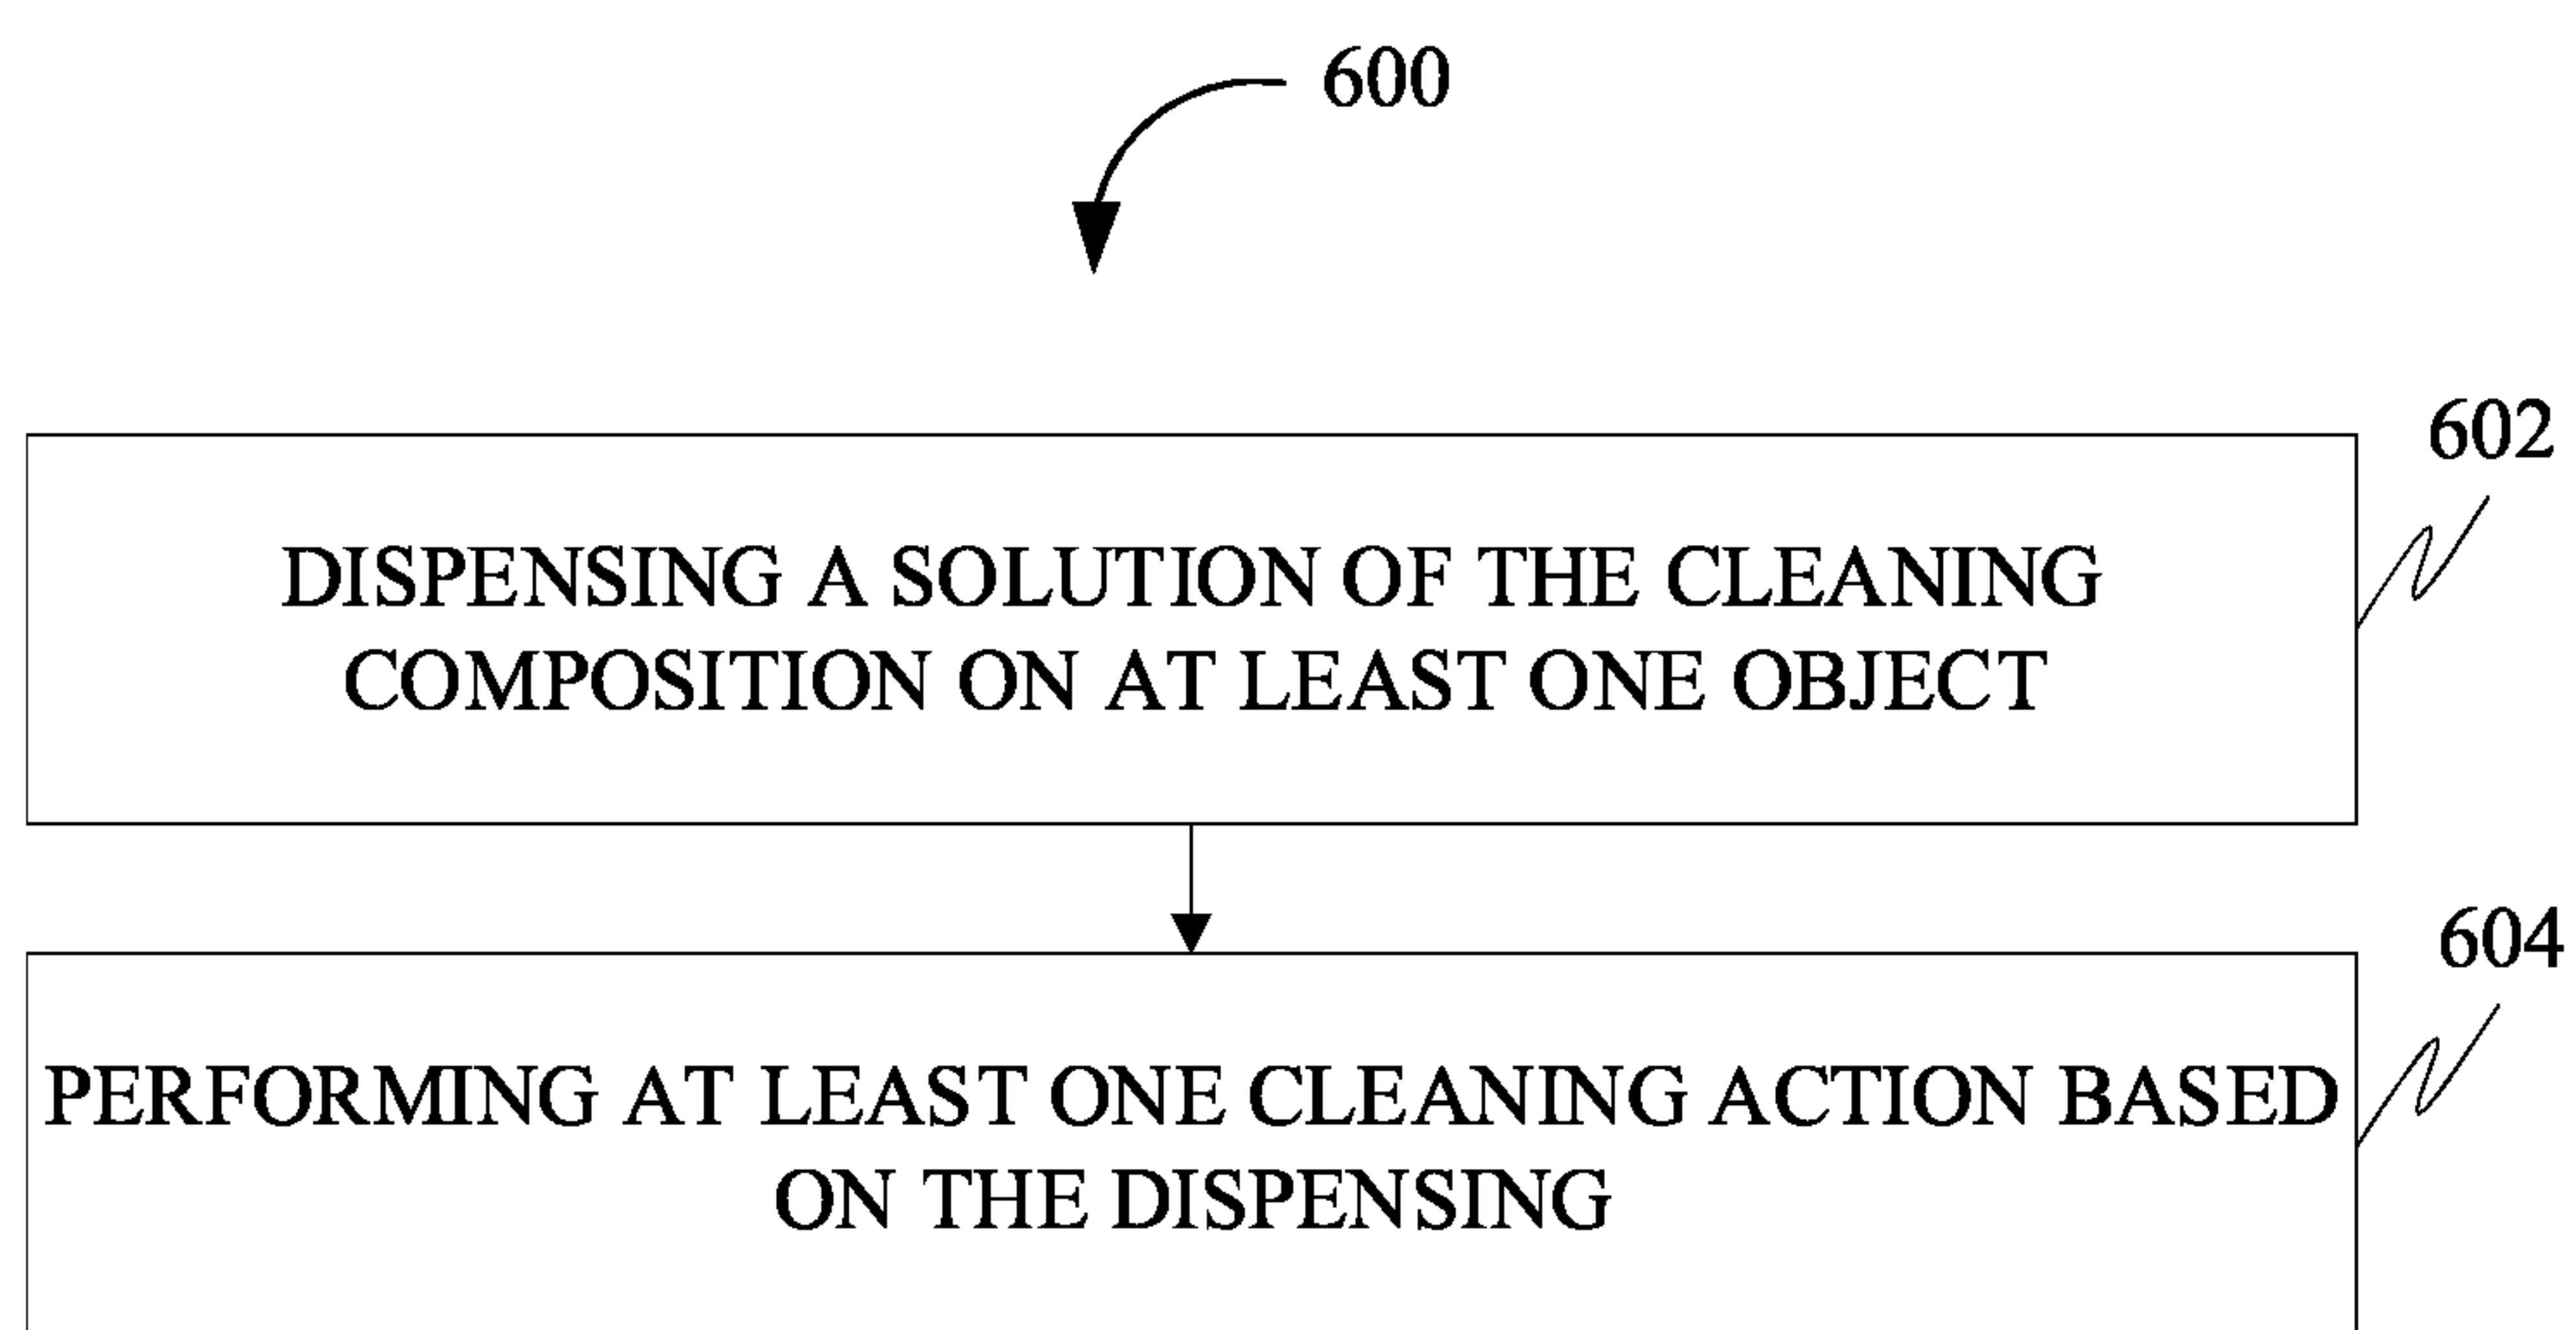 600
602
DISPENSING A SOLUTION OF THE CLEANING
COMPOSITION ON AT LEAST ONE OBJECT
604
PERFORMING AT LEAST ONE CLEANING ACTION BASED
ON THE DISPENSING